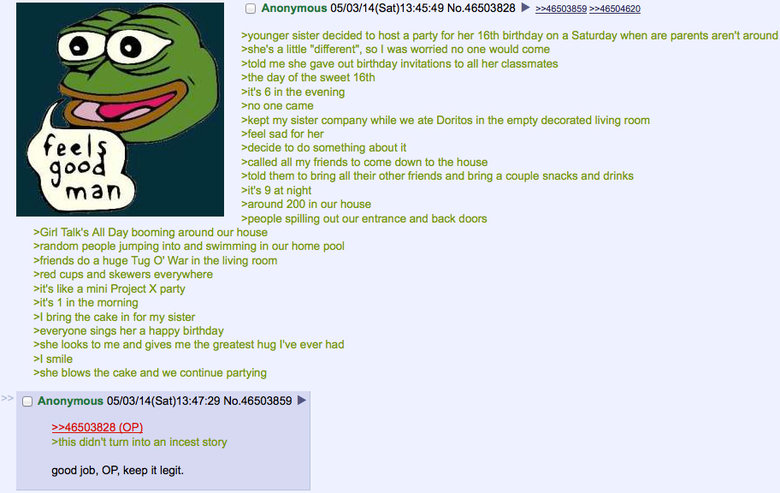 feels
good
man
Anonymous 05/03/14(Sat)13:45:49 No.46503828 ▶ >>46503859 >>46504620
>younger sister decided to host a party for her 16th birthday on a Saturday when are parents aren't around
>she's a little "different", so I was worried no one would come
>told me she gave out birthday invitations to all her classmates
>the day of the sweet 16th
>it's 6 in the evening
>no one came
>kept my sister company while we ate Doritos in the empty decorated living room
>feel sad for her
>decide to do something about it
>called all my friends to come down to the house
>told them to bring all their other friends and bring a couple snacks and drinks
>it's 9 at night
>around 200 in our house
>people spilling out our entrance and back doors
>Girl Talk's All Day booming around our house
>random people jumping into and swimming in our home pool
>friends do a huge Tug O' War in the living room
>red cups and skewers everywhere
>it's like a mini Project X party
>it's 1 in the morning
>I bring the cake in for my sister
>everyone sings her a happy birthday
>she looks to me and gives me the greatest hug I've ever had
>I smile
>she blows the cake and we continue partying
>> Anonymous 05/03/14(Sat)13:47:29 No.46503859 ▶
>>46503828 (OP)
>this didn't turn into an incest story
good job, OP, keep it legit.